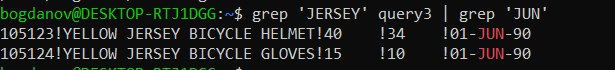 bogdanov@DESKTOP-RTJ1DGG:~$ grep 'JERSEY' query3 | grep 'JUN'
105123!YELLOW JERSEY BICYCLE HELMET!40    !34    !01-JUN-90
105124!YELLOW JERSEY BICYCLE GLOVES!15    !10    !01-JUN-90